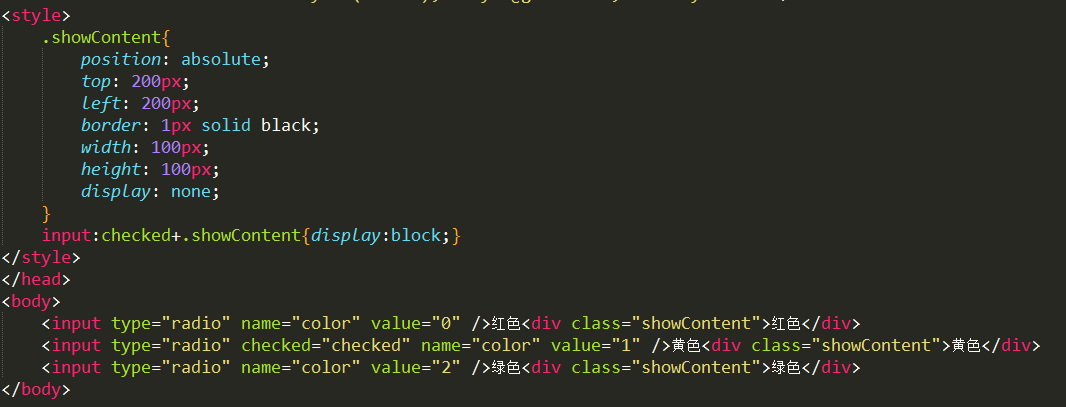 <style>
.showContent{
position: absolute;
top: 200px;
left: 200px;
border: 1px solid black;
width: 100px;
height: 100px;
display: none;
}
input:checked+.showContent{display:block;}
</style>
</head>
<body>
<input type="radio" name="color" value="0" />红色<div class="showContent">红色</div>
<input type="radio" checked="checked" name="color" value="1" />黄色<div class="showContent">黄色</div>
<input type="radio" name="color" value="2" />绿色<div class="showContent">绿色</div>
</body>